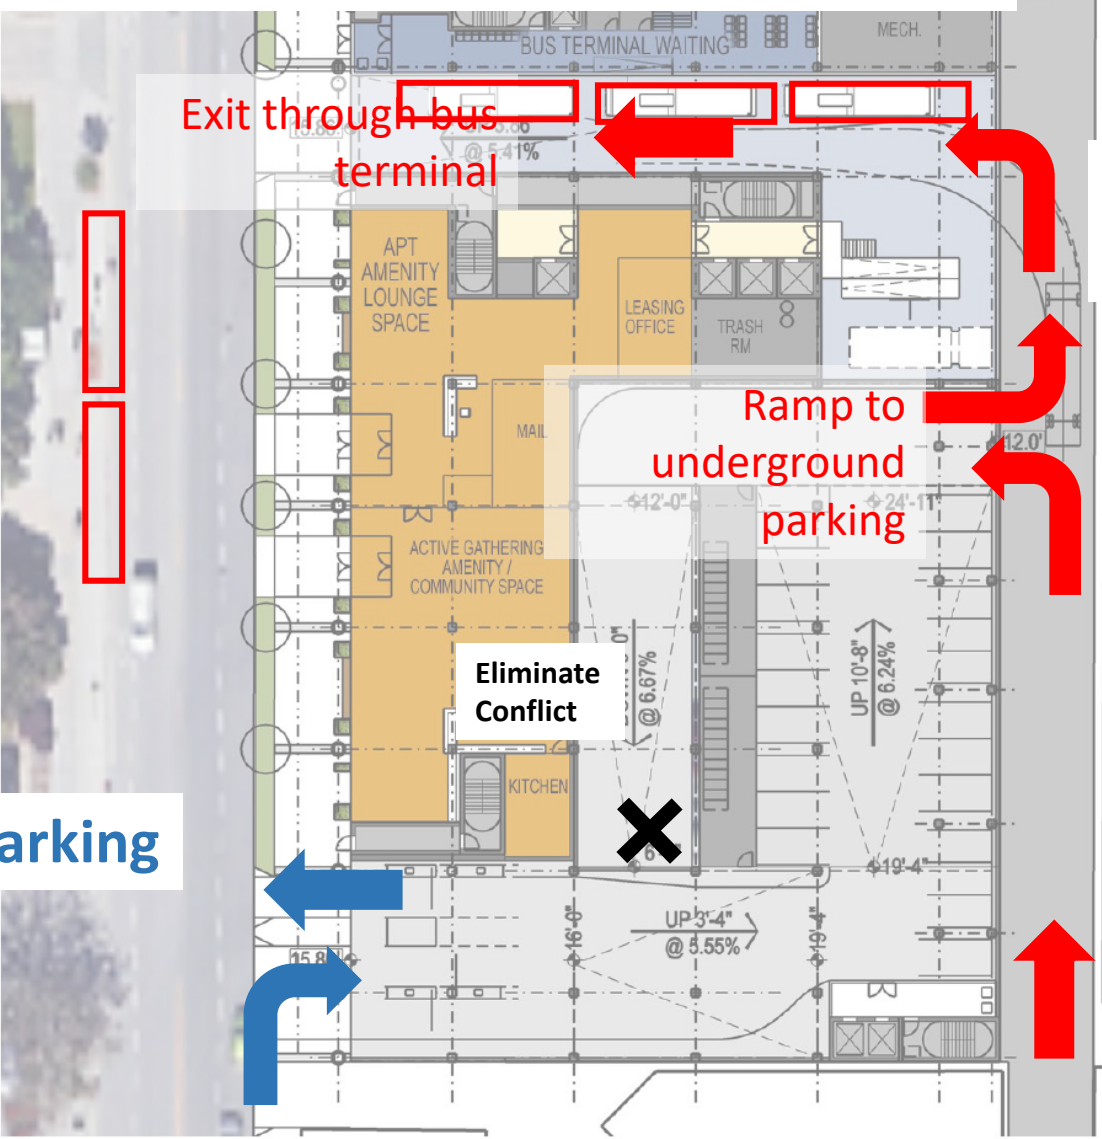 BUS TERMINAL WAITING
MECH.
Exit through bus
terminal
@ 5.41%
APT
AMENITY
LOUNGE
SPACE
LEASING
OFFICE
TRASH
RM
Ramp to
underground
parking
12.0'
MAIL
12'-0"
24'-11"
ACTIVE GATHERING
AMENITY /
COMMUNITY SPACE
Eliminate
Conflict
@ 6.67%
UP 10'-8"
@ 6.24%
KITCHEN
arking
19'-4"
UP 3'-4"
@ 5.55%
16'-0"
19'-4"
15.8